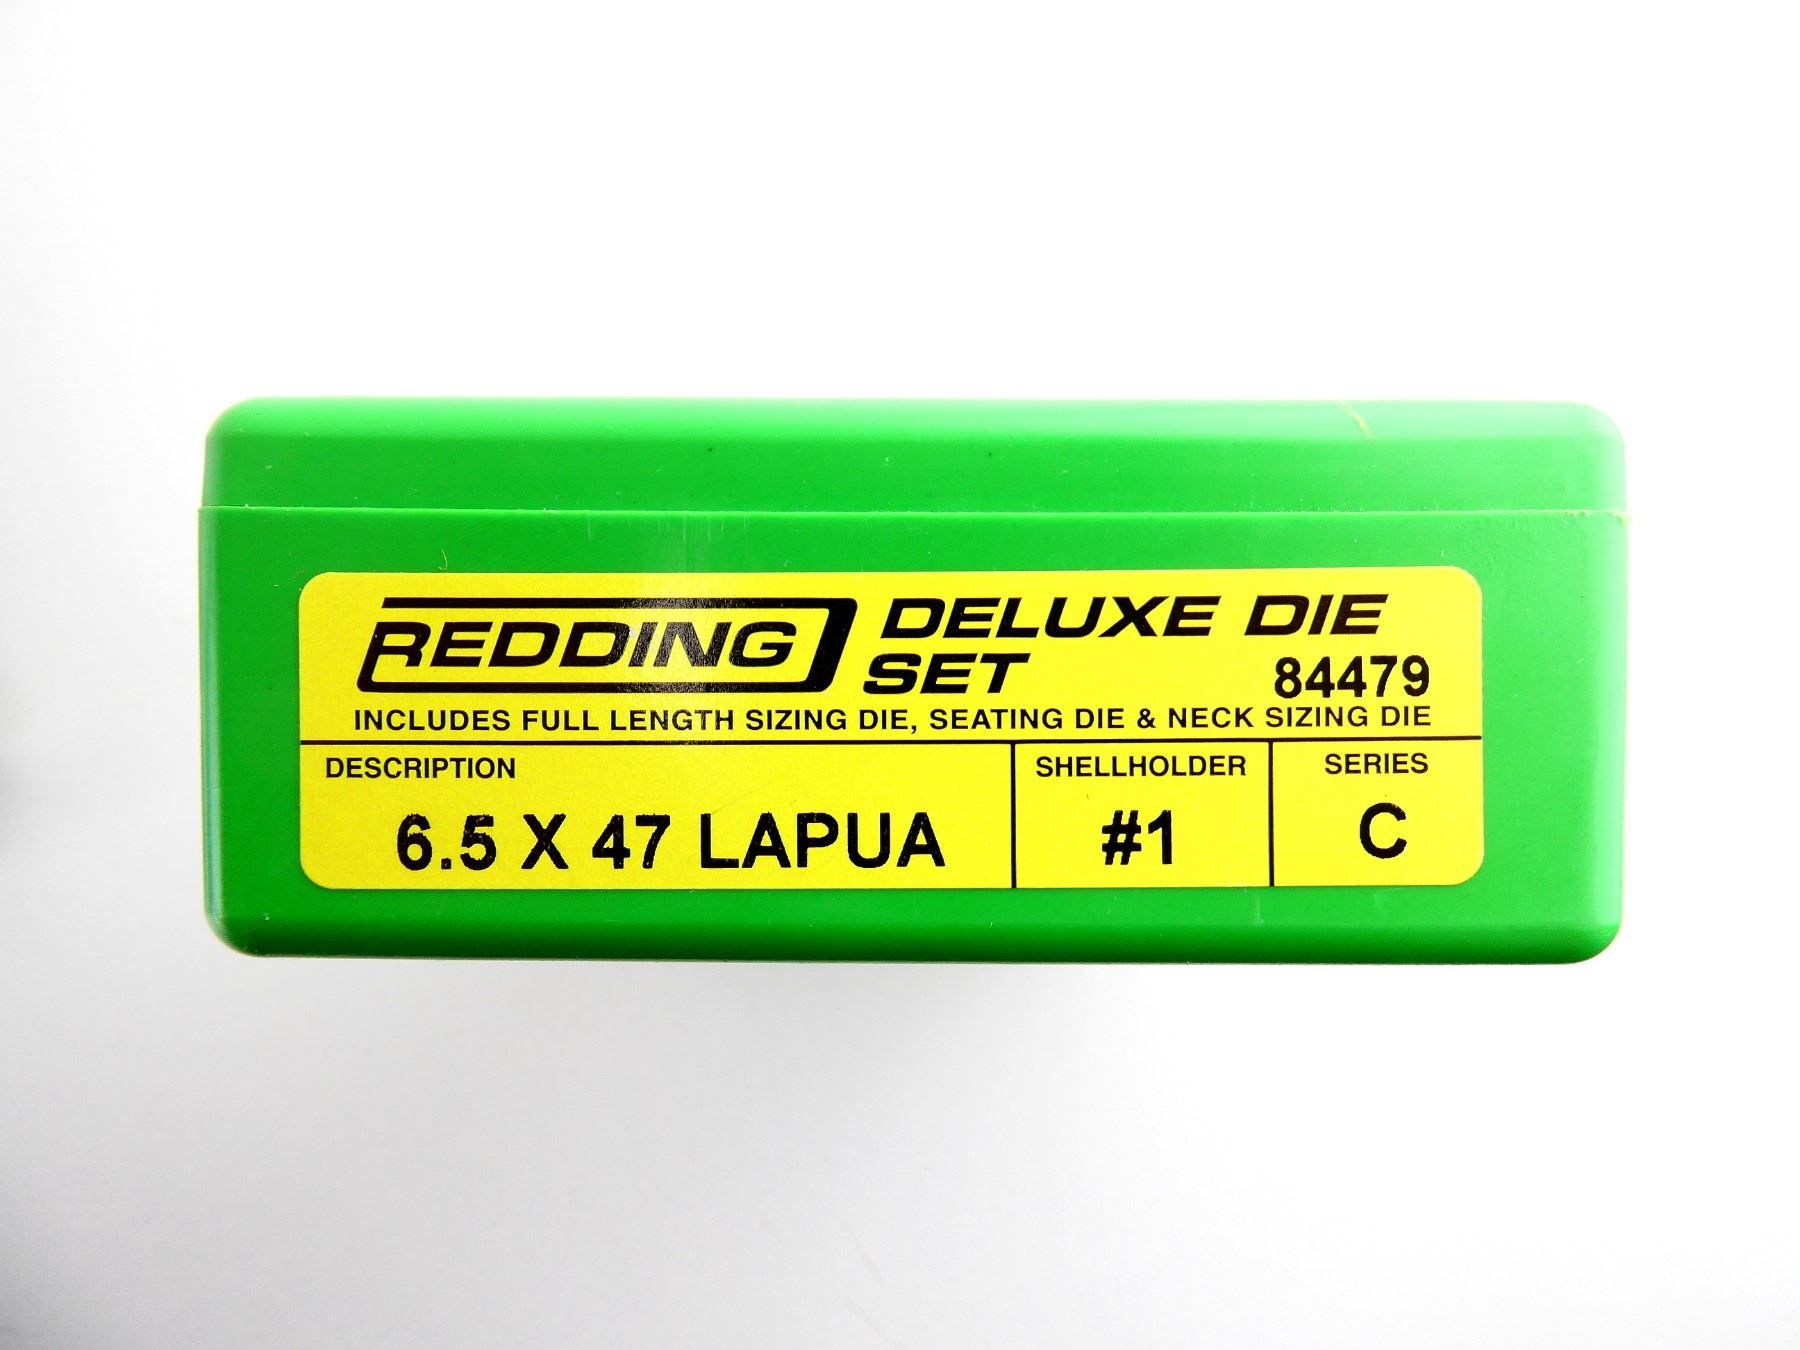 REDDING DELUXE DIE
SET 84479
INCLUDES FULL LENGTH SIZING DIE, SEATING DIE & NECK SIZING DIE
DESCRIPTION SHELLHOLDER SERIES
6.5 X 47 LAPUA #1 C